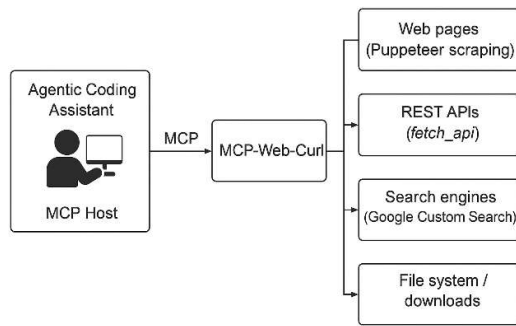 Agentic Coding
Assistant
MCP Host
MCP
MCP-Web-Curl
Web pages
(Puppeteer scraping)
REST APIs
(fetch_api)
Search engines
(Google Custom Search)
File system /
downloads